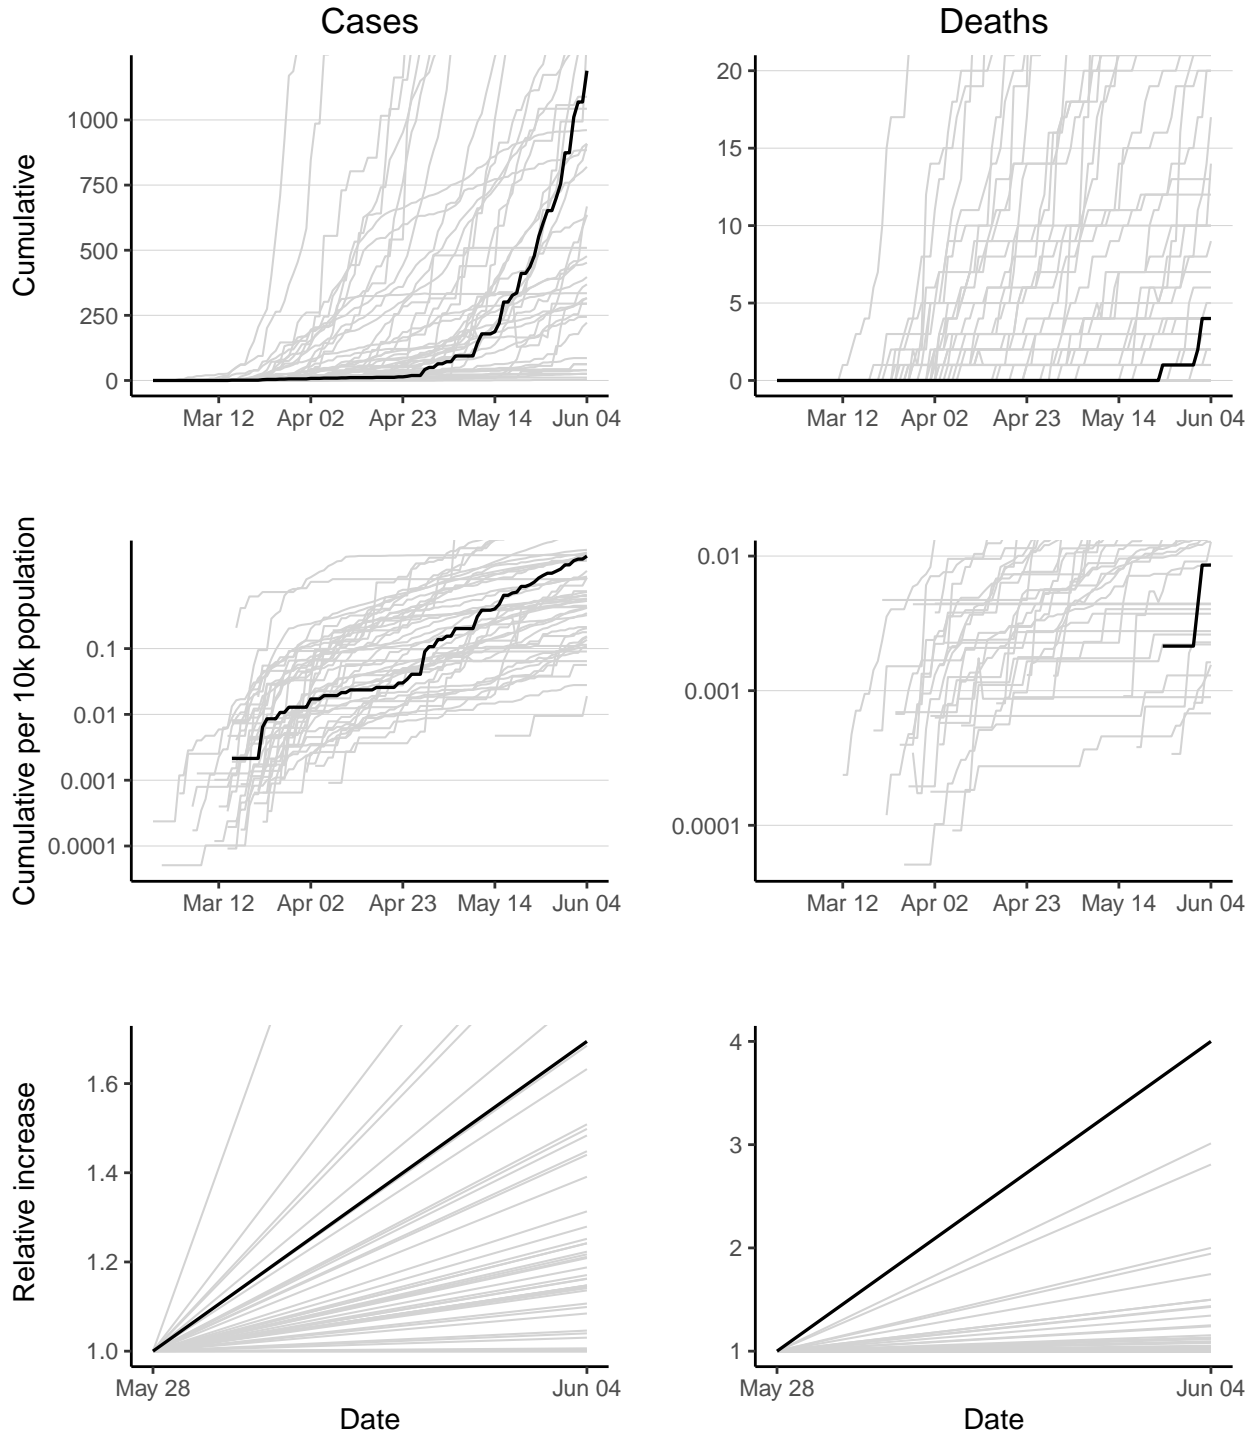 Cases
Deaths
Cumulative
1000
750
500
250
0
Mar 12 Apr 02 Apr 23 May 14 Jun 04
20
15
10
5
0
Mar 12 Apr 02 Apr 23 May 14 Jun 04
Cumulative per 10k population
0.1
0.01
0.001
0.0001
Mar 12 Apr 02 Apr 23 May 14 Jun 04
0.01
0.001
0.0001
Mar 12 Apr 02 Apr 23 May 14 Jun 04
Relative increase
1.6
1.4
1.2
1.0
May 28 Jun 04
Date
4
3
2
1
May 28 Jun 04
Date